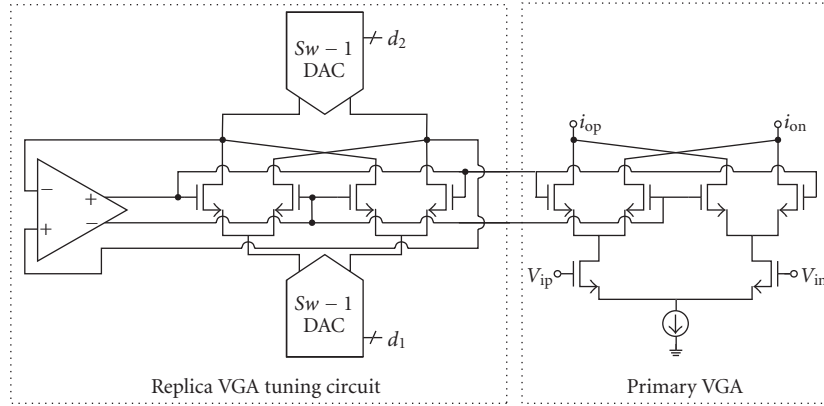 Sw − 1
DAC
d2
iop
ion
−
+
+
−
Vip
Vin
Sw − 1
DAC
d1
Replica VGA tuning circuit
Primary VGA